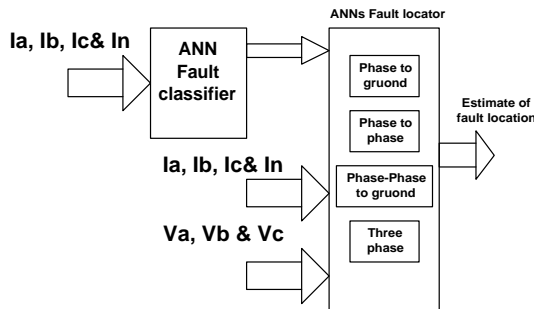 ANNs Fault locator
Ia, Ib, Ic& In
ANN
Fault
classifier
Phase to
gruond
Phase to
phase
Estimate of
fault location
Ia, Ib, Ic& In
Phase-Phase
to gruond
Va, Vb & Vc
Three
phase